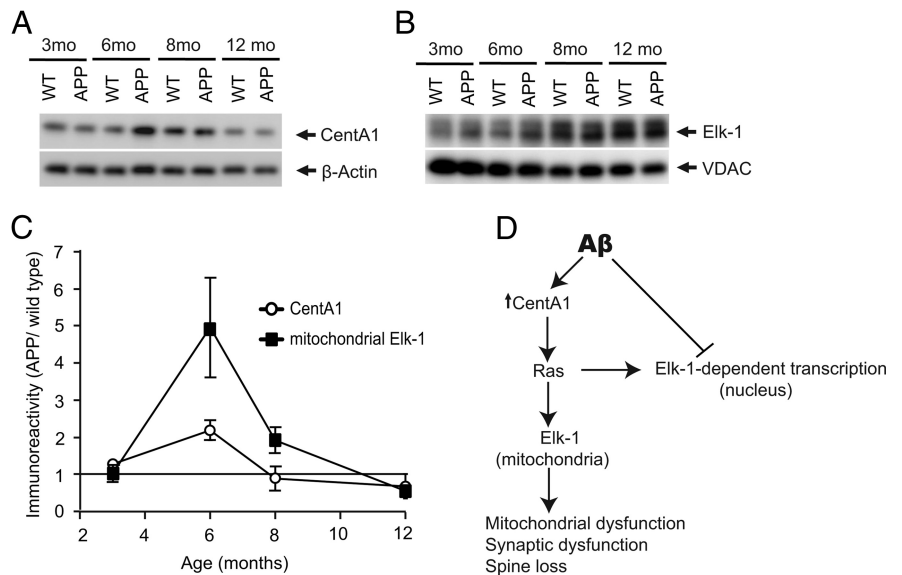 A
3mo 6mo 8mo 12 mo
WT APP WT APP WT APP WT APP
CentA1
β-Actin
B
3mo 6mo 8mo 12 mo
WT APP WT APP WT APP WT APP
Elk-1
VDAC
C
Immunoreactivity (APP/ wild type)
7
6
5
4
3
2
1
0
2 4 6 8 10 12
Age (months)
CentA1
mitochondrial Elk-1
D
Aβ
CentA1
Ras
Elk-1-dependent transcription
(nucleus)
Elk-1
(mitochondria)
Mitochondrial dysfunction
Synaptic dysfunction
Spine loss